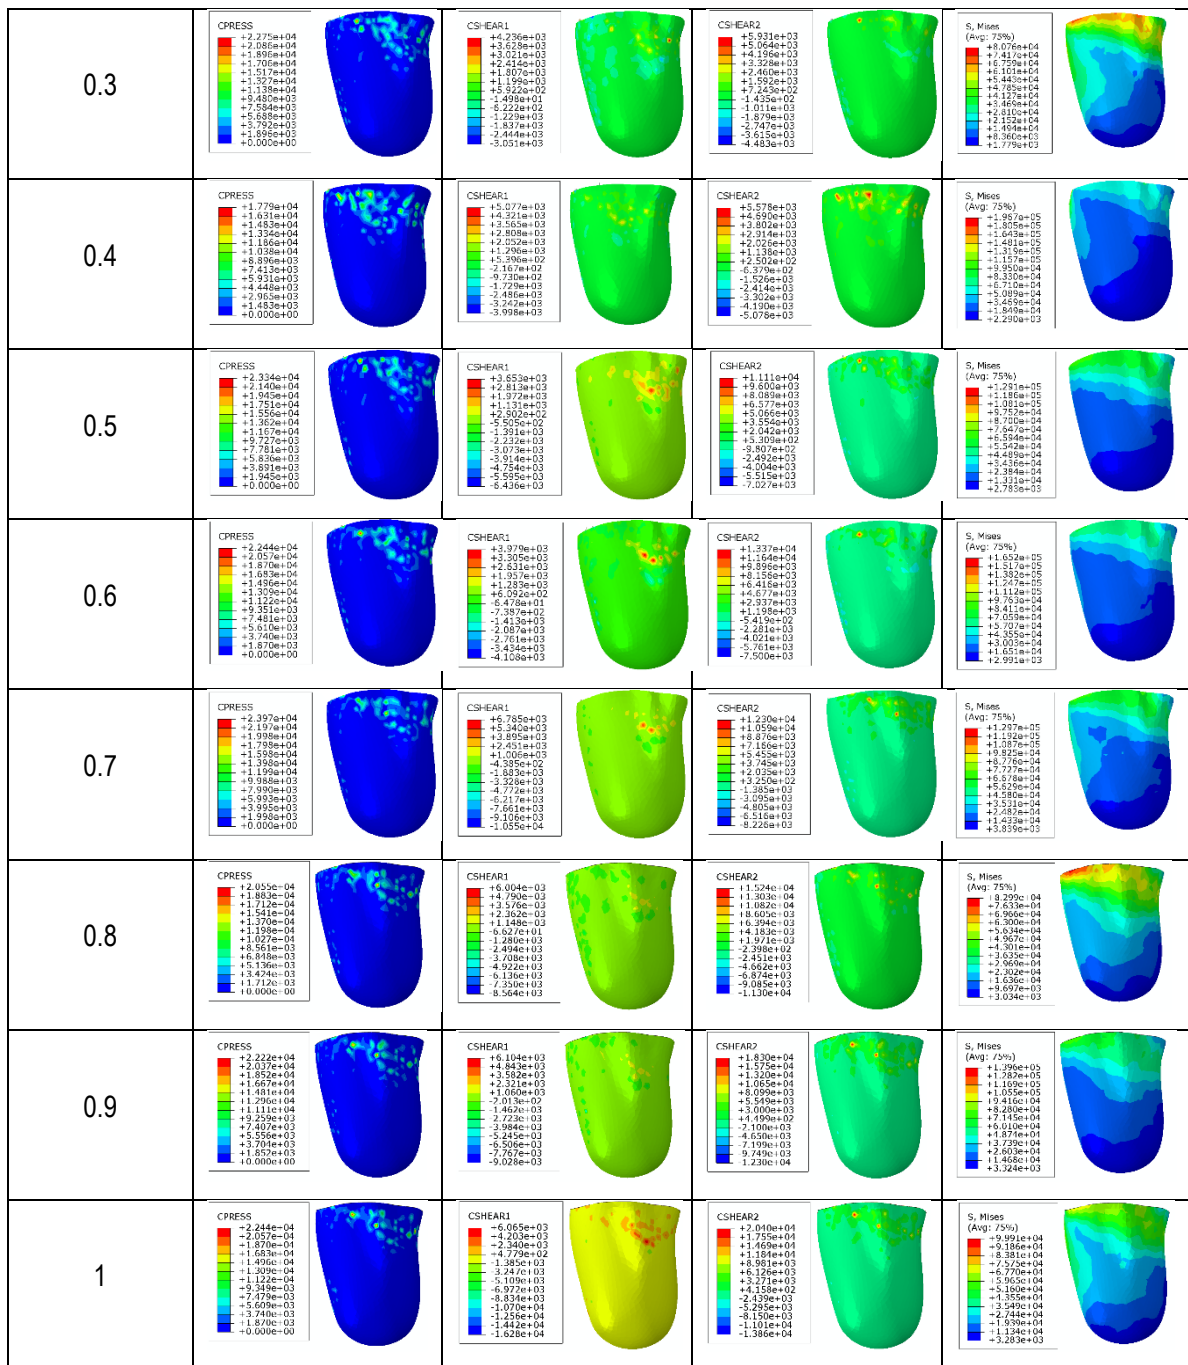 0.3
CPRESS
+2.275e+04
+2.086e+04
+1.896e+04
+1.706e+04
+1.517e+04
+1.327e+04
+1.138e+04
+9.480e+03
+7.584e+03
+5.688e+03
+3.792e+03
+1.896e+03
+0.000e+00
CSHEAR1
+4.236e+03
+3.628e+03
+3.021e+03
+2.414e+03
+1.807e+03
+1.199e+03
+5.922e+02
-1.498e+01
-6.222e+02
-1.229e+03
-1.837e+03
-2.444e+03
-3.051e+03
CSHEAR2
+5.931e+03
+5.064e+03
+4.196e+03
+3.328e+03
+2.460e+03
+1.592e+03
+7.243e+02
-1.435e+02
-1.011e+03
-1.879e+03
-2.747e+03
-3.615e+03
-4.483e+03
S, Mises
(Avg: 75%)
+8.076e+04
+7.417e+04
+6.759e+04
+6.101e+04
+5.443e+04
+4.785e+04
+4.127e+04
+3.469e+04
+2.810e+04
+2.152e+04
+1.494e+04
+8.360e+03
+1.779e+03
0.4
CPRESS
+1.779e+04
+1.631e+04
+1.483e+04
+1.334e+04
+1.186e+04
+1.038e+04
+8.896e+03
+7.413e+03
+5.931e+03
+4.448e+03
+2.965e+03
+1.483e+03
+0.000e+00
CSHEAR1
+5.077e+03
+4.321e+03
+3.565e+03
+2.808e+03
+2.052e+03
+1.296e+03
+5.396e+02
-2.167e+02
-9.730e+02
-1.729e+03
-2.486e+03
-3.242e+03
-3.998e+03
CSHEAR2
+5.578e+03
+4.690e+03
+3.802e+03
+2.914e+03
+2.026e+03
+1.138e+03
+2.502e+02
-6.379e+02
-1.526e+03
-2.414e+03
-3.302e+03
-4.190e+03
-5.078e+03
S, Mises
(Avg: 75%)
+1.967e+05
+1.805e+05
+1.643e+05
+1.481e+05
+1.319e+05
+1.157e+05
+9.950e+04
+8.330e+04
+6.710e+04
+5.089e+04
+3.469e+04
+1.849e+04
+2.290e+03
0.5
CPRESS
+2.334e+04
+2.140e+04
+1.945e+04
+1.751e+04
+1.556e+04
+1.362e+04
+1.167e+04
+9.727e+03
+7.781e+03
+5.836e+03
+3.891e+03
+1.945e+03
+0.000e+00
CSHEAR1
+3.653e+03
+2.813e+03
+1.972e+03
+1.131e+03
+2.902e+02
-5.505e+02
-1.391e+03
-2.232e+03
-3.073e+03
-3.914e+03
-4.754e+03
-5.595e+03
-6.436e+03
CSHEAR2
+1.111e+04
+9.600e+03
+8.089e+03
+6.577e+03
+5.066e+03
+3.554e+03
+2.042e+03
+5.309e+02
-9.807e+02
-2.492e+03
-4.004e+03
-5.515e+03
-7.027e+03
S, Mises
(Avg: 75%)
+1.291e+05
+1.186e+05
+1.081e+05
+9.752e+04
+8.700e+04
+7.647e+04
+6.594e+04
+5.542e+04
+4.489e+04
+3.436e+04
+2.384e+04
+1.331e+04
+2.783e+03
0.6
CPRESS
+2.244e+04
+2.057e+04
+1.870e+04
+1.683e+04
+1.496e+04
+1.309e+04
+1.122e+04
+9.351e+03
+7.481e+03
+5.610e+03
+3.740e+03
+1.870e+03
+0.000e+00
CSHEAR1
+3.979e+03
+3.305e+03
+2.631e+03
+1.957e+03
+1.283e+03
+6.092e+02
-6.478e+01
-7.387e+02
-1.413e+03
-2.087e+03
-2.761e+03
-3.434e+03
-4.108e+03
CSHEAR2
+1.337e+04
+1.164e+04
+9.896e+03
+8.156e+03
+6.416e+03
+4.677e+03
+2.937e+03
+1.198e+03
-5.419e+02
-2.281e+03
-4.021e+03
-5.761e+03
-7.500e+03
S, Mises
(Avg: 75%)
+1.652e+05
+1.517e+05
+1.382e+05
+1.247e+05
+1.112e+05
+9.763e+04
+8.411e+04
+7.059e+04
+5.707e+04
+4.355e+04
+3.003e+04
+1.651e+04
+2.991e+03
0.7
CPRESS
+2.397e+04
+2.197e+04
+1.998e+04
+1.798e+04
+1.598e+04
+1.398e+04
+1.199e+04
+9.988e+03
+7.990e+03
+5.993e+03
+3.995e+03
+1.998e+03
+0.000e+00
CSHEAR1
+6.785e+03
+5.340e+03
+3.895e+03
+2.451e+03
+1.006e+03
-4.385e+02
-1.883e+03
-3.328e+03
-4.772e+03
-6.217e+03
-7.661e+03
-9.106e+03
-1.055e+04
CSHEAR2
+1.230e+04
+1.059e+04
+8.876e+03
+7.166e+03
+5.455e+03
+3.745e+03
+2.035e+03
+3.250e+02
-1.385e+03
-3.095e+03
-4.805e+03
-6.516e+03
-8.226e+03
S, Mises
(Avg: 75%)
+1.297e+05
+1.192e+05
+1.087e+05
+9.825e+04
+8.776e+04
+7.727e+04
+6.678e+04
+5.629e+04
+4.580e+04
+3.531e+04
+2.482e+04
+1.433e+04
+3.839e+03
0.8
CPRESS
+2.055e+04
+1.883e+04
+1.712e+04
+1.541e+04
+1.370e+04
+1.198e+04
+1.027e+04
+8.561e+03
+6.848e+03
+5.136e+03
+3.424e+03
+1.712e+03
+0.000e+00
CSHEAR1
+6.004e+03
+4.790e+03
+3.576e+03
+2.362e+03
+1.148e+03
-6.627e+01
-1.280e+03
-2.494e+03
-3.708e+03
-4.922e+03
-6.136e+03
-7.350e+03
-8.564e+03
CSHEAR2
+1.524e+04
+1.303e+04
+1.082e+04
+8.605e+03
+6.394e+03
+4.183e+03
+1.971e+03
-2.398e+02
-2.451e+03
-4.662e+03
-6.874e+03
-9.085e+03
-1.130e+04
S, Mises
(Avg: 75%)
+8.299e+04
+7.633e+04
+6.966e+04
+6.300e+04
+5.634e+04
+4.967e+04
+4.301e+04
+3.635e+04
+2.969e+04
+2.302e+04
+1.636e+04
+9.697e+03
+3.034e+03
0.9
CPRESS
+2.222e+04
+2.037e+04
+1.852e+04
+1.667e+04
+1.481e+04
+1.296e+04
+1.111e+04
+9.259e+03
+7.407e+03
+5.556e+03
+3.704e+03
+1.852e+03
+0.000e+00
CSHEAR1
+6.104e+03
+4.843e+03
+3.582e+03
+2.321e+03
+1.060e+03
-2.013e+02
-1.462e+03
-2.723e+03
-3.984e+03
-5.245e+03
-6.506e+03
-7.767e+03
-9.028e+03
CSHEAR2
+1.830e+04
+1.575e+04
+1.320e+04
+1.065e+04
+8.099e+03
+5.549e+03
+3.000e+03
+4.499e+02
-2.100e+03
-4.650e+03
-7.199e+03
-9.749e+03
-1.230e+04
S, Mises
(Avg: 75%)
+1.396e+05
+1.282e+05
+1.169e+05
+1.055e+05
+9.416e+04
+8.280e+04
+7.145e+04
+6.010e+04
+4.874e+04
+3.739e+04
+2.603e+04
+1.468e+04
+3.324e+03
1
CPRESS
+2.244e+04
+2.057e+04
+1.870e+04
+1.683e+04
+1.496e+04
+1.309e+04
+1.122e+04
+9.349e+03
+7.479e+03
+5.609e+03
+3.740e+03
+1.870e+03
+0.000e+00
CSHEAR1
+6.065e+03
+4.203e+03
+2.340e+03
+4.779e+02
-1.385e+03
-3.247e+03
-5.109e+03
-6.972e+03
-8.834e+03
-1.070e+04
-1.256e+04
-1.442e+04
-1.628e+04
CSHEAR2
+2.040e+04
+1.755e+04
+1.469e+04
+1.184e+04
+8.981e+03
+6.126e+03
+3.271e+03
+4.158e+02
-2.439e+03
-5.295e+03
-8.150e+03
-1.101e+04
-1.386e+04
S, Mises
(Avg: 75%)
+9.991e+04
+9.186e+04
+8.381e+04
+7.575e+04
+6.770e+04
+5.965e+04
+5.160e+04
+4.355e+04
+3.549e+04
+2.744e+04
+1.939e+04
+1.134e+04
+3.283e+03